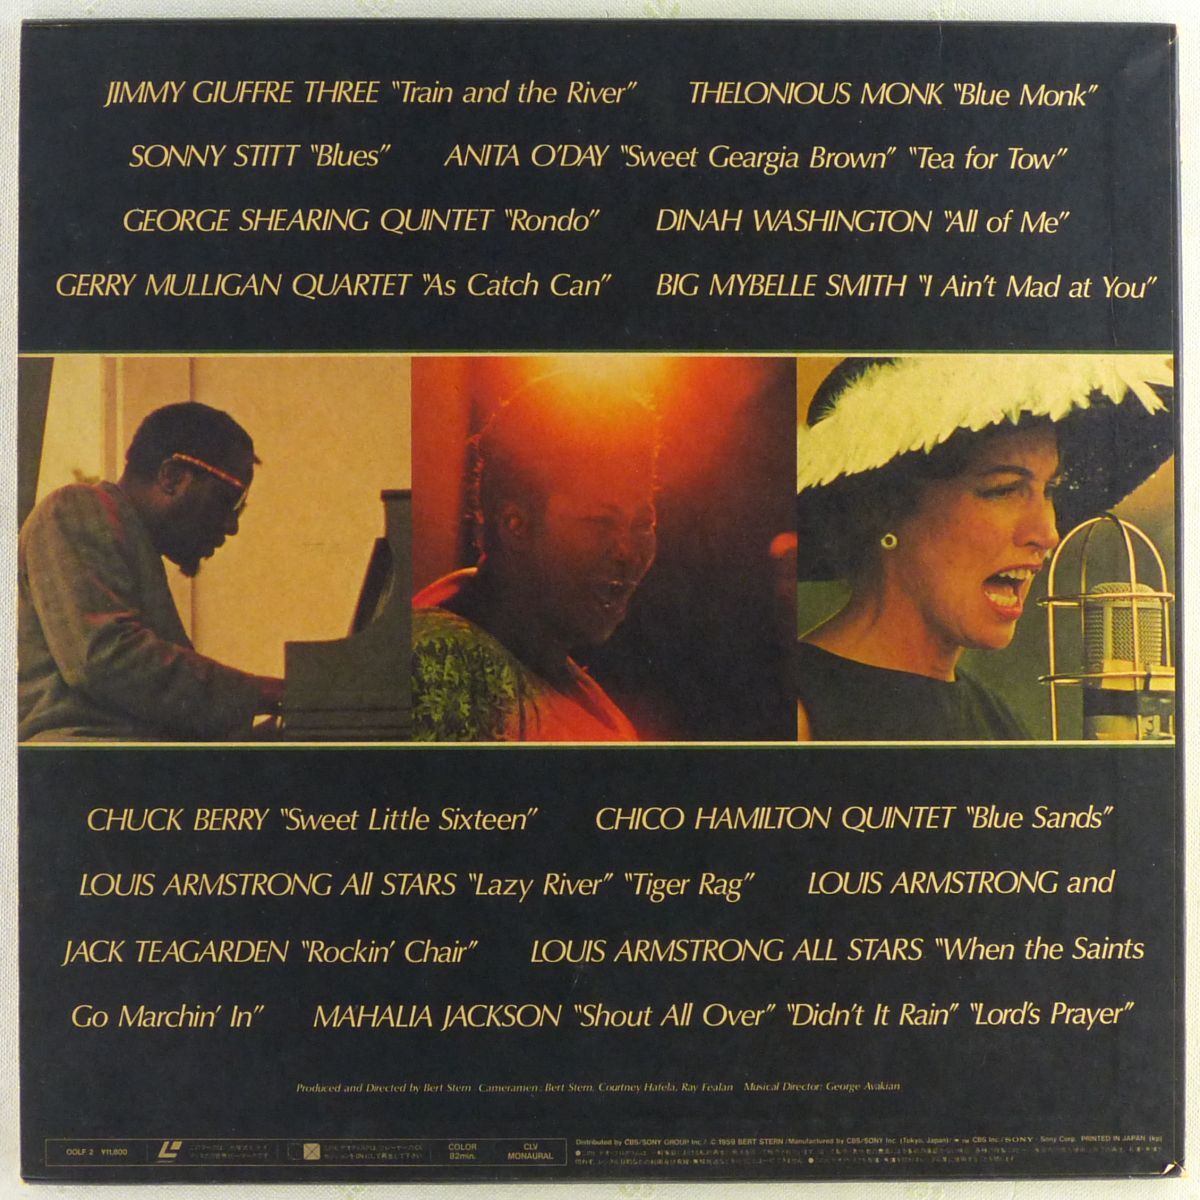 JIMMY GIUFFRE THREE “Train and the River” THELONIOUS MONK “Blue Monk”
SONNY STITT “Blues” ANITA O’DAY “Sweet Geargia Brown” “Tea for Tow”
GEORGE SHEARING QUINTET “Rondo” DINAH WASHINGTON “All of Me”
GERRY MULLIGAN QUARTET “As Catch Can” BIG MYBELLE SMITH “I Ain’t Mad at You”
CHUCK BERRY “Sweet Little Sixteen” CHICO HAMILTON QUINTET “Blue Sands”
LOUIS ARMSTRONG All STARS “Lazy River” “Tiger Rag” LOUIS ARMSTRONG and
JACK TEAGARDEN “Rockin’ Chair” LOUIS ARMSTRONG ALL STARS “When the Saints
Go Marchin’ In” MAHALIA JACKSON “Shout All Over” “Didn’t It Rain” “Lord’s Prayer”
Produced and Directed by Bert Stern Cameramen: Bert Stern, Courtney Hafela, Ray Fealan Musical Director: George Avakian
OOLF 2 ¥11,800
COLOR
82min.
CLV
MONAURAL
Distributed by CBS/SONY GROUP Inc./ © 1959 BERT STERN/Manufactured by CBS/SONY Inc. (Tokyo, Japan)/ TM CBS Inc./SONY Sony Corp. PRINTED IN JAPAN (kp)